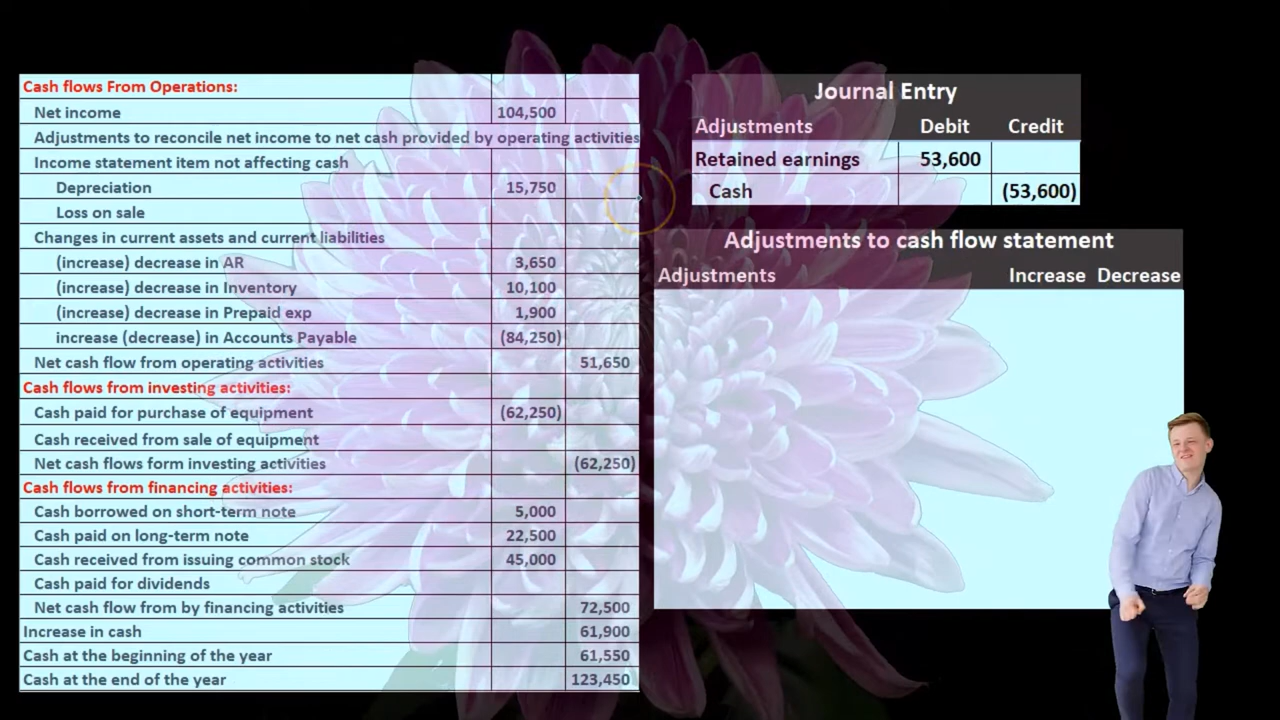 Cash flows From Operations:
Net income 104,500
Adjustments to reconcile net income to net cash provided by operating activities
Income statement item not affecting cash
Depreciation 15,750
Loss on sale
Changes in current assets and current liabilities
(increase) decrease in AR 3,650
(increase) decrease in Inventory 10,100
(increase) decrease in Prepaid exp 1,900
increase (decrease) in Accounts Payable (84,250)
Net cash flow from operating activities 51,650
Cash flows from investing activities:
Cash paid for purchase of equipment (62,250)
Cash received from sale of equipment
Net cash flows form investing activities (62,250)
Cash flows from financing activities:
Cash borrowed on short-term note 5,000
Cash paid on long-term note 22,500
Cash received from issuing common stock 45,000
Cash paid for dividends
Net cash flow from by financing activities 72,500
Increase in cash 61,900
Cash at the beginning of the year 61,550
Cash at the end of the year 123,450
Journal Entry
Adjustments Debit Credit
Retained earnings 53,600
Cash (53,600)
Adjustments to cash flow statement
Adjustments Increase Decrease